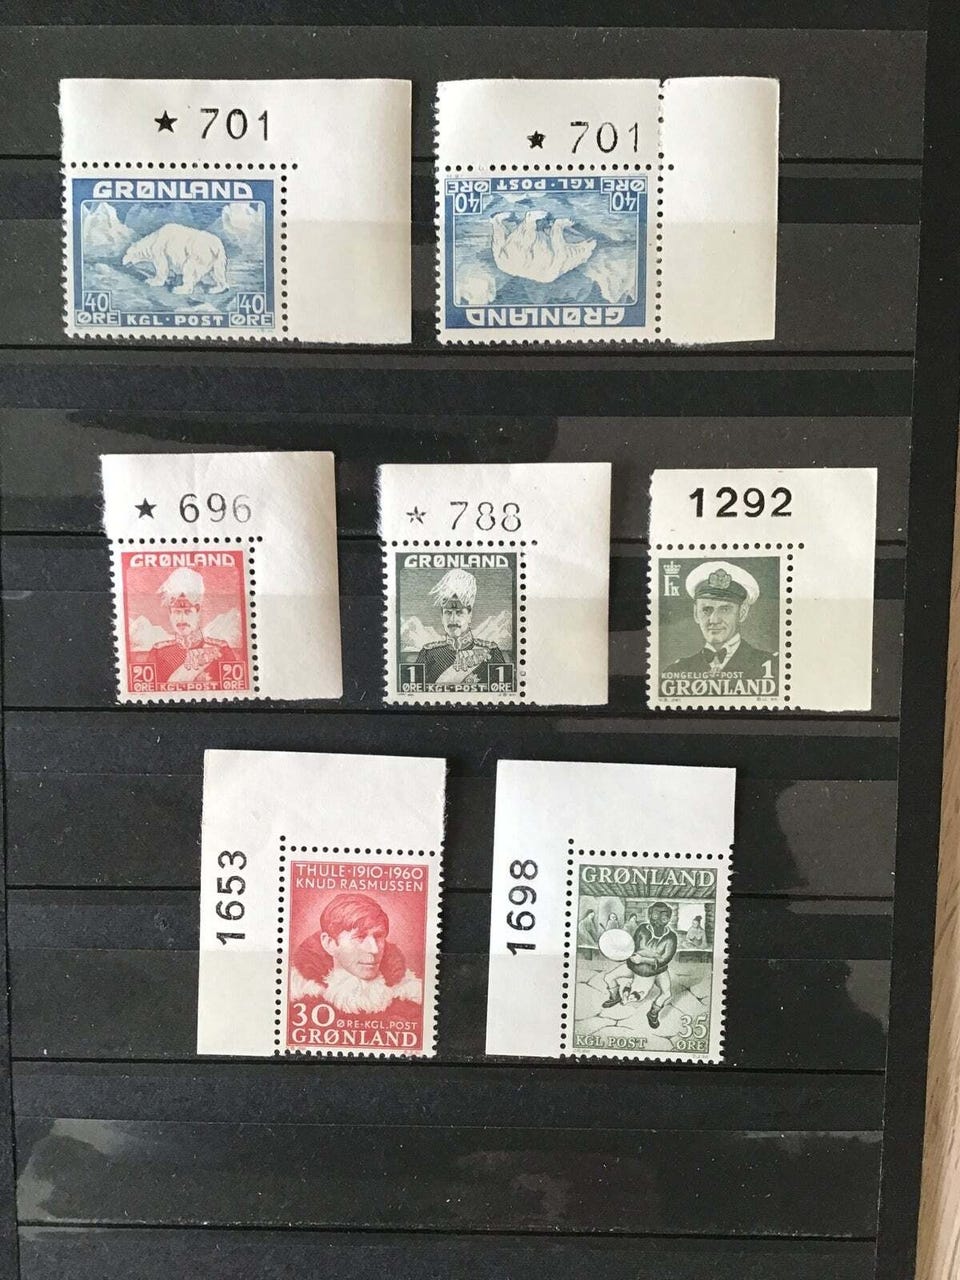 ★ 701
GRØNLAND
40 40
ØRE KGL·POST ØRE
★ 701
ØRE KGL·POST ØRE
40 40
GRØNLAND
★ 696
GRØNLAND
20 20
ØRE KGL·POST ØRE
☆ 788
GRØNLAND
1 1
ØRE KGL·POST ØRE
1292
FIX
1
KONGELIG·POST
GRØNLAND
1653
THULE·1910-1960
KNUD RASMUSSEN
30 ØRE·KGL.POST
GRØNLAND
1698
GRØNLAND
35
KGL POST ØRE